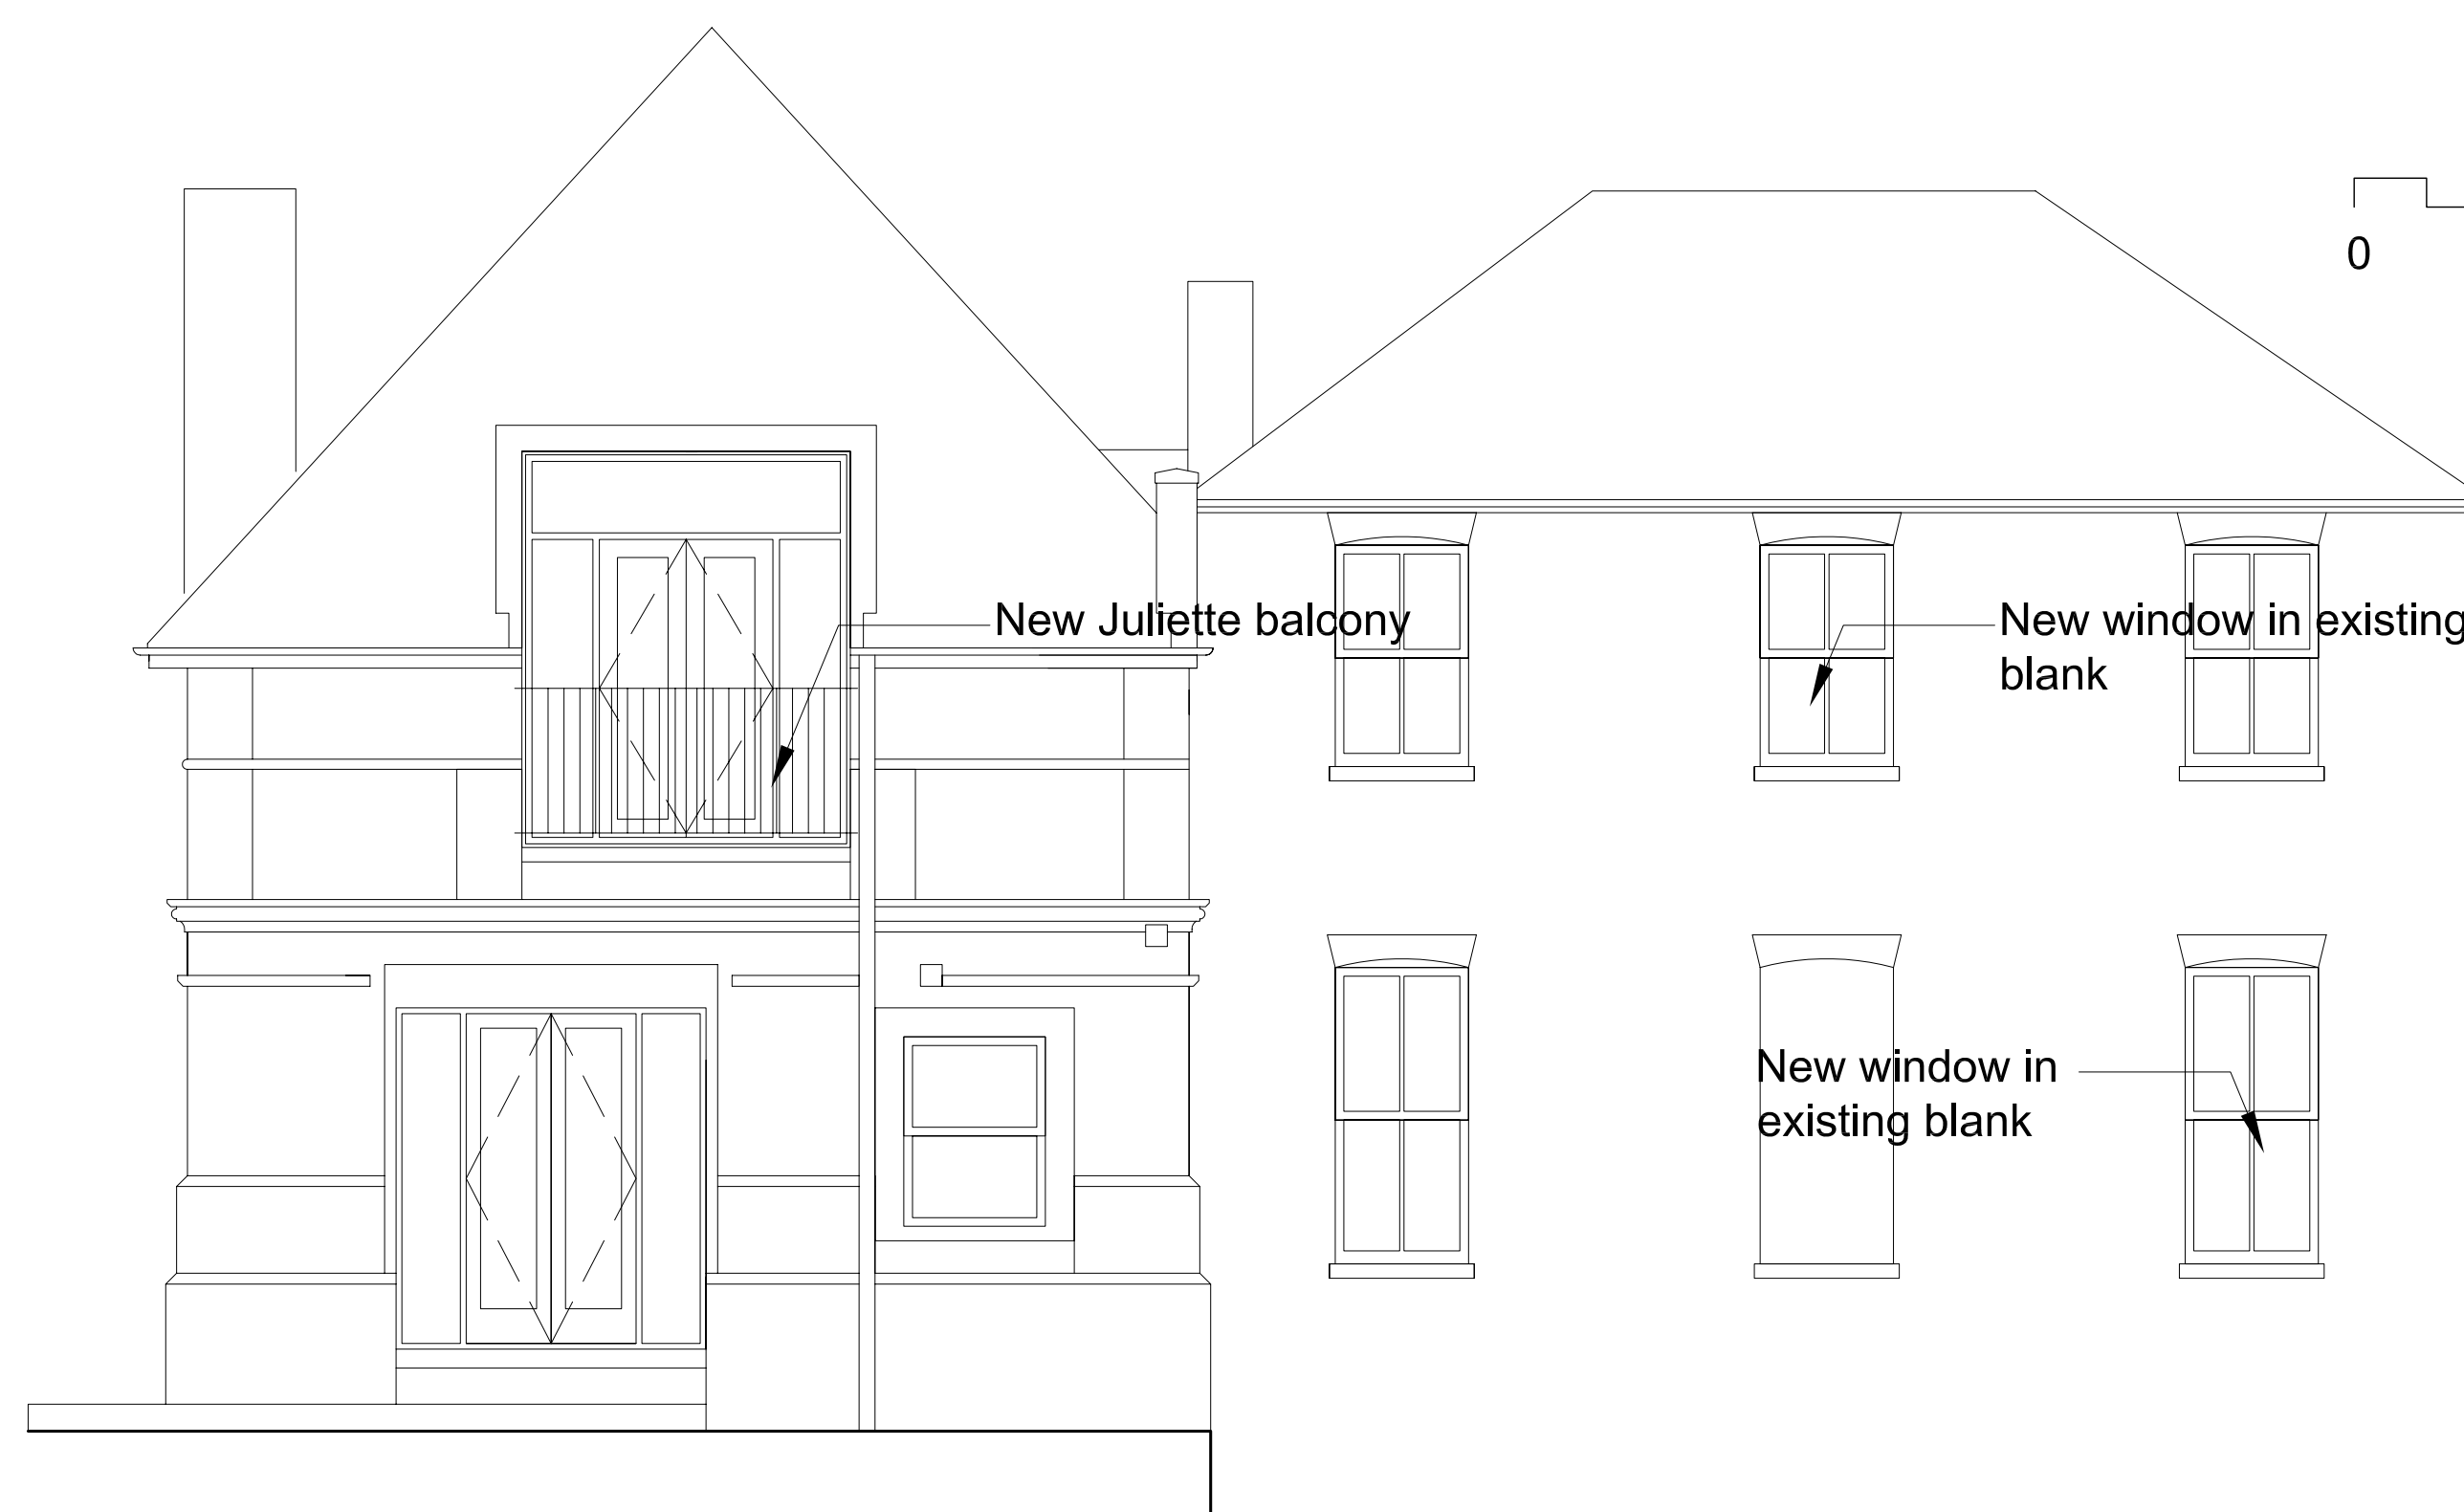 0
New Juliette balcony
New window in existing
blank
New window in
existing blank